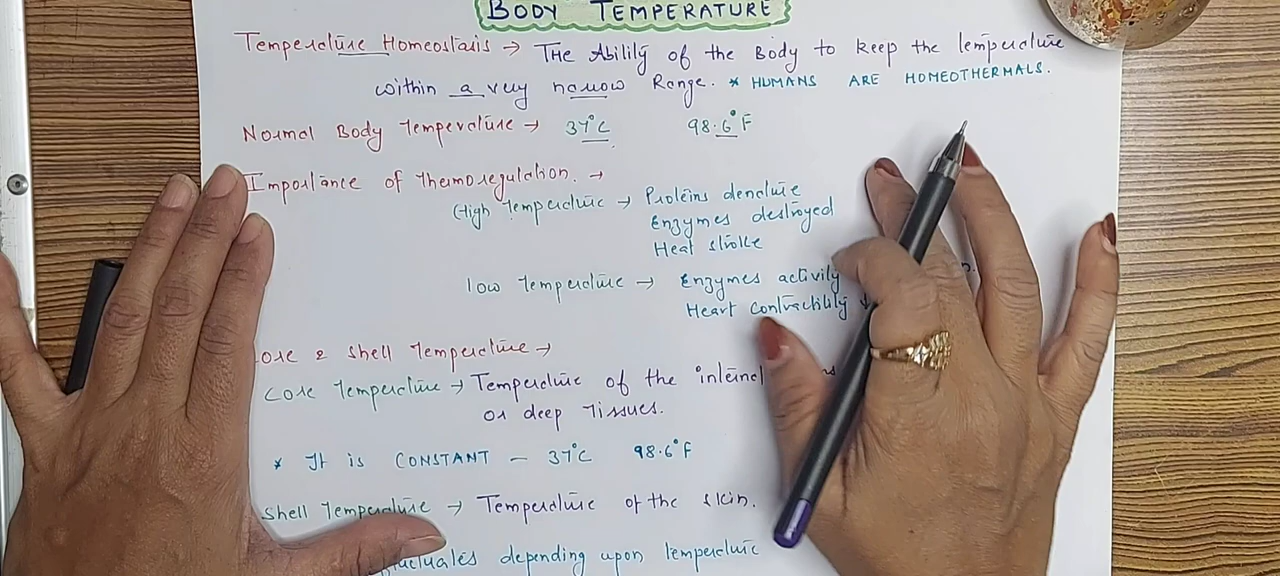 BODY TEMPERATURE
Temperature Homeostasis → The Ability of the Body to keep the temperature
within a very narrow Range. * HUMANS ARE HOMEOTHERMALS.
Normal Body Temperature → 37°C 98.6°F
Importance of Thermoregulation. →
High Temperature → Proteins denature
Enzymes destroyed
Heat stroke
low Temperature → Enzymes activity
Heart Contractility ↓
ore & Shell Temperature →
Core Temperature → Temperature of the internal
or deep Tissues.
* It is CONSTANT – 37°C 98.6°F
Shell Temperature → Temperature of the skin.
depending upon temperature